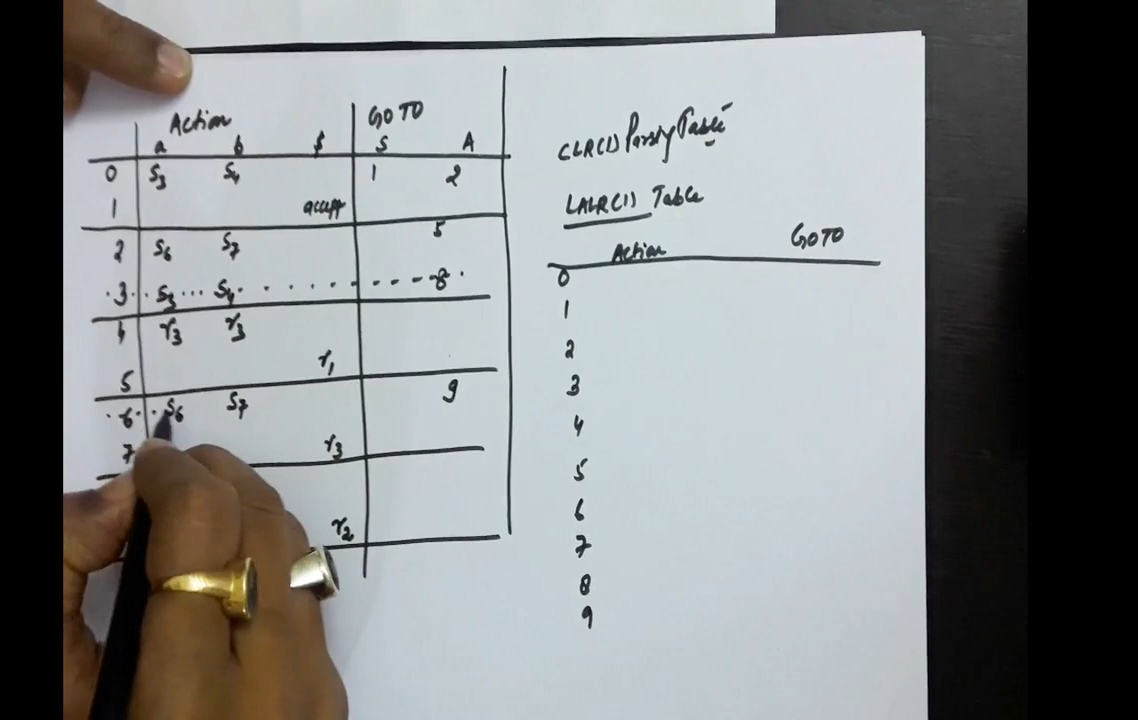 Action GOTO
a b $ S A
0 S3 S4 1 2
1 accept
2 S6 S7 5
3 S3 S4 8
4 r3 r3
5 r1
6 S6 S7 9
7 r3
r2
CLR(1) Parsing Table
LALR(1) Table
Action GOTO
0
1
2
3
4
5
6
7
8
9